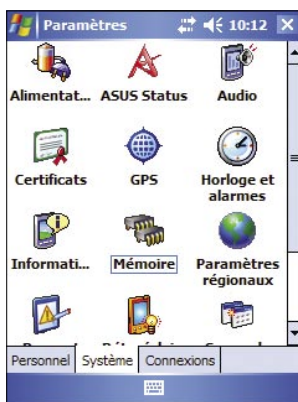 Paramètres 10:12
Alimentat... ASUS Status Audio
Certificats GPS Horloge et
alarmes
Informati... Mémoire Paramètres
régionaux
Personnel Système Connexions